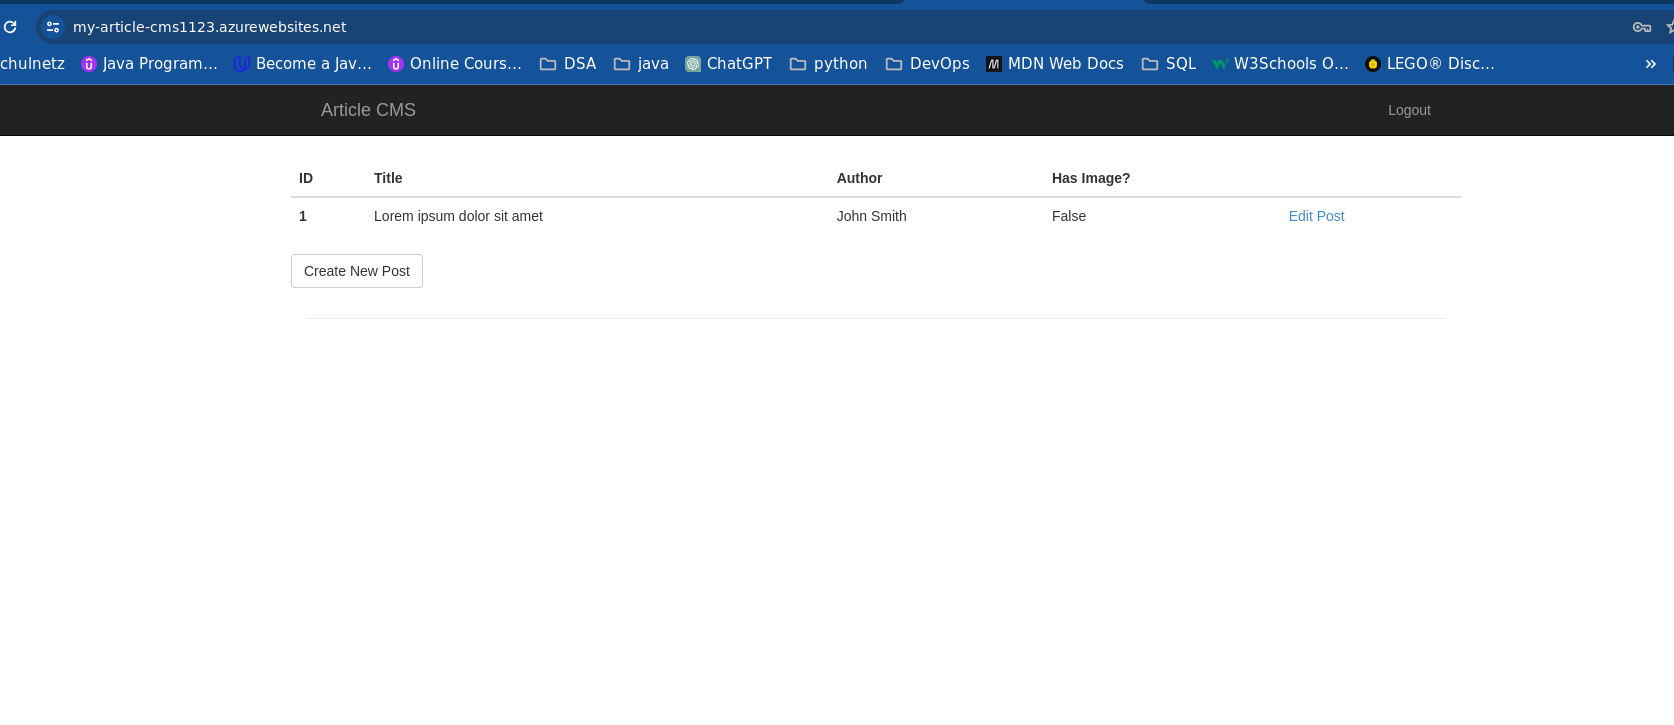 my-article-cms1123.azurewebsites.net
chulnetz Java Program... Become a Jav... Online Cours... DSA java ChatGPT python DevOps MDN Web Docs SQL W3Schools O... LEGO® Disc... »
Article CMS Logout
ID Title Author Has Image?
1 Lorem ipsum dolor sit amet John Smith False Edit Post
Create New Post